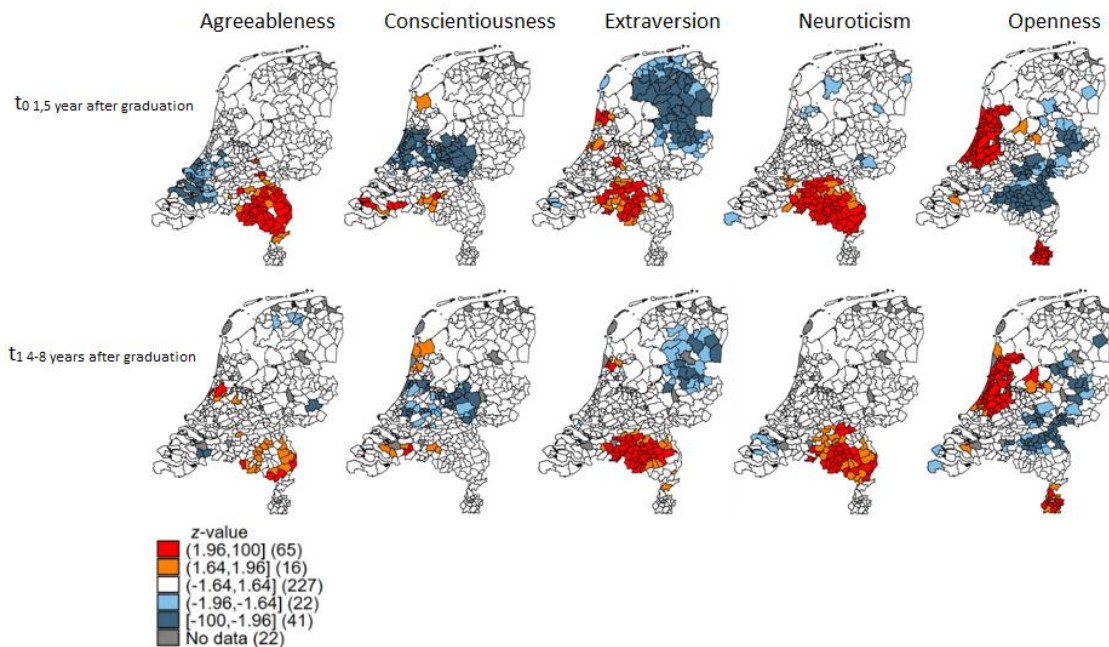 Agreeableness Conscientiousness Extraversion Neuroticism Openness
t0 1,5 year after graduation
t1 4-8 years after graduation
z-value
(1.96,100] (65)
(1.64,1.96] (16)
(-1.64,1.64] (227)
(-1.96,-1.64] (22)
[-100,-1.96] (41)
No data (22)